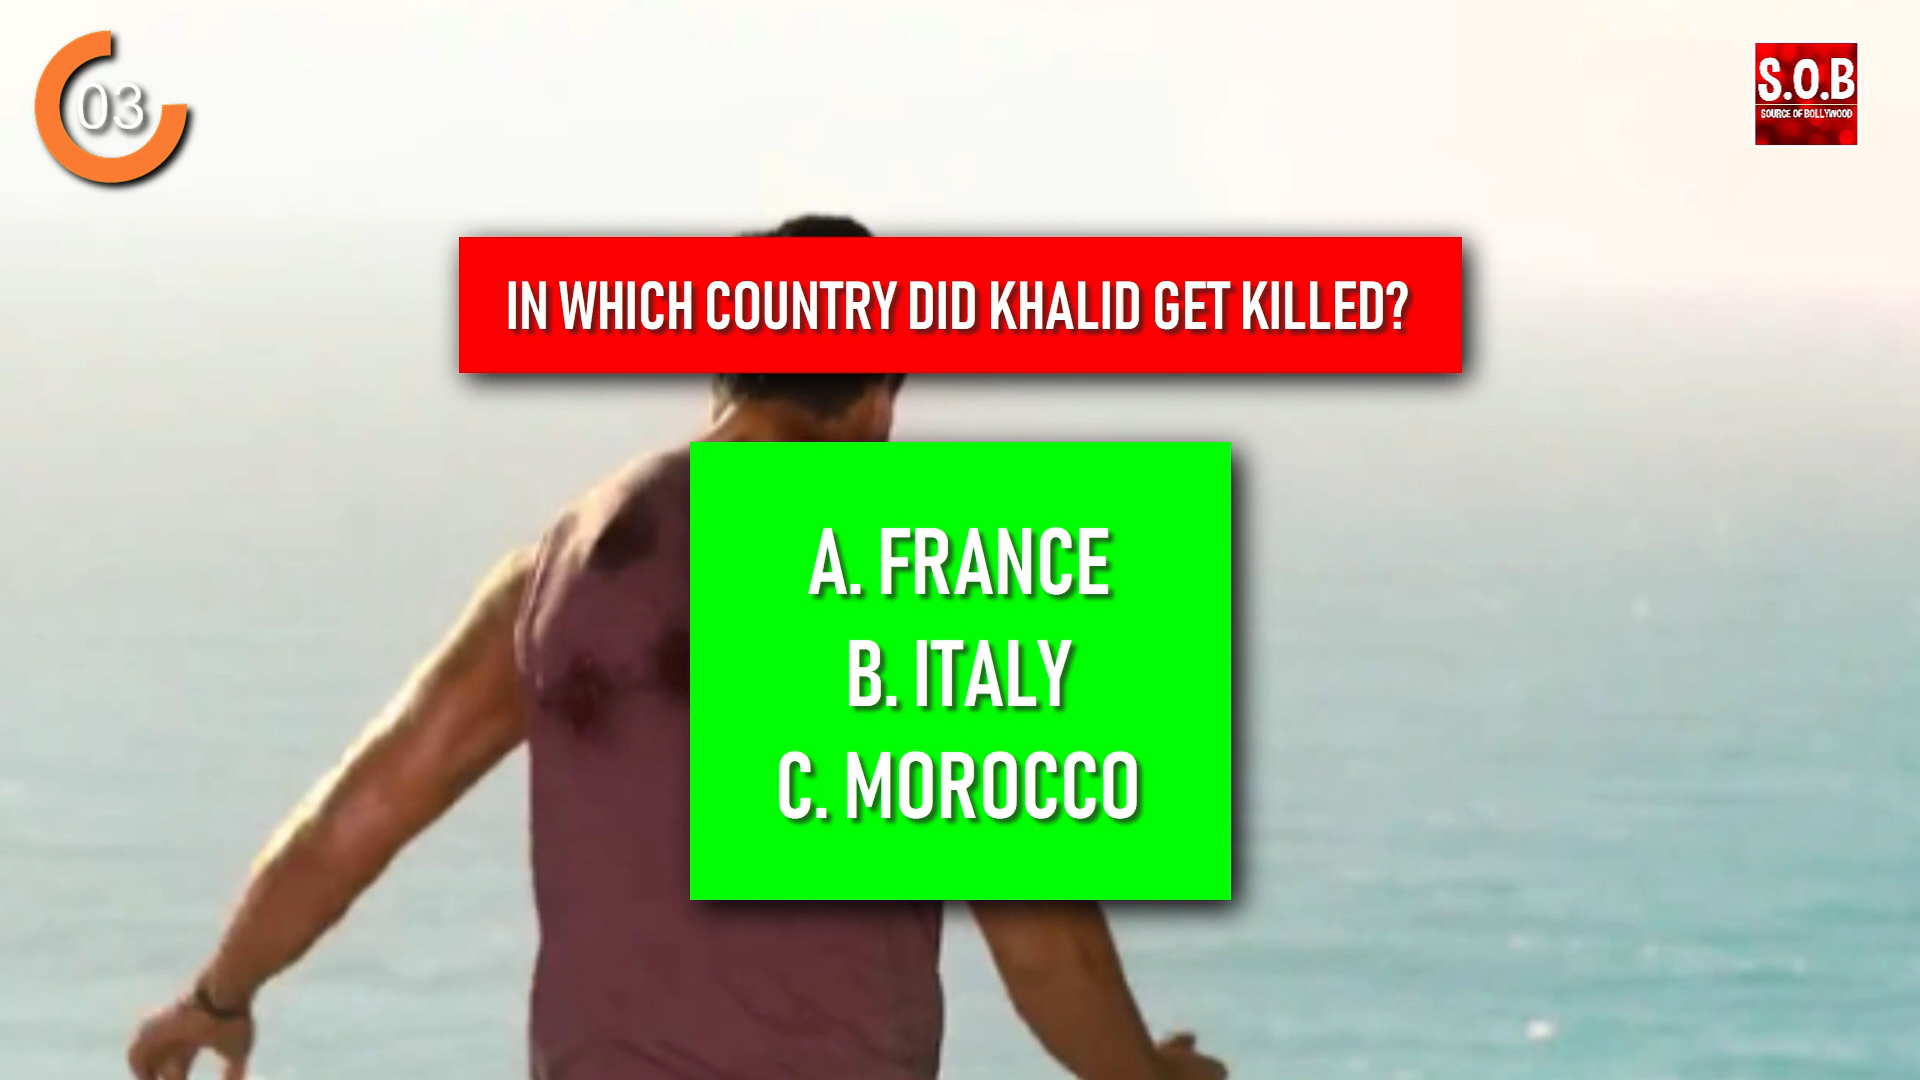 03
S.O.B
SOURCE OF BOLLYWOOD
IN WHICH COUNTRY DID KHALID GET KILLED?
A. FRANCE
B. ITALY
C. MOROCCO